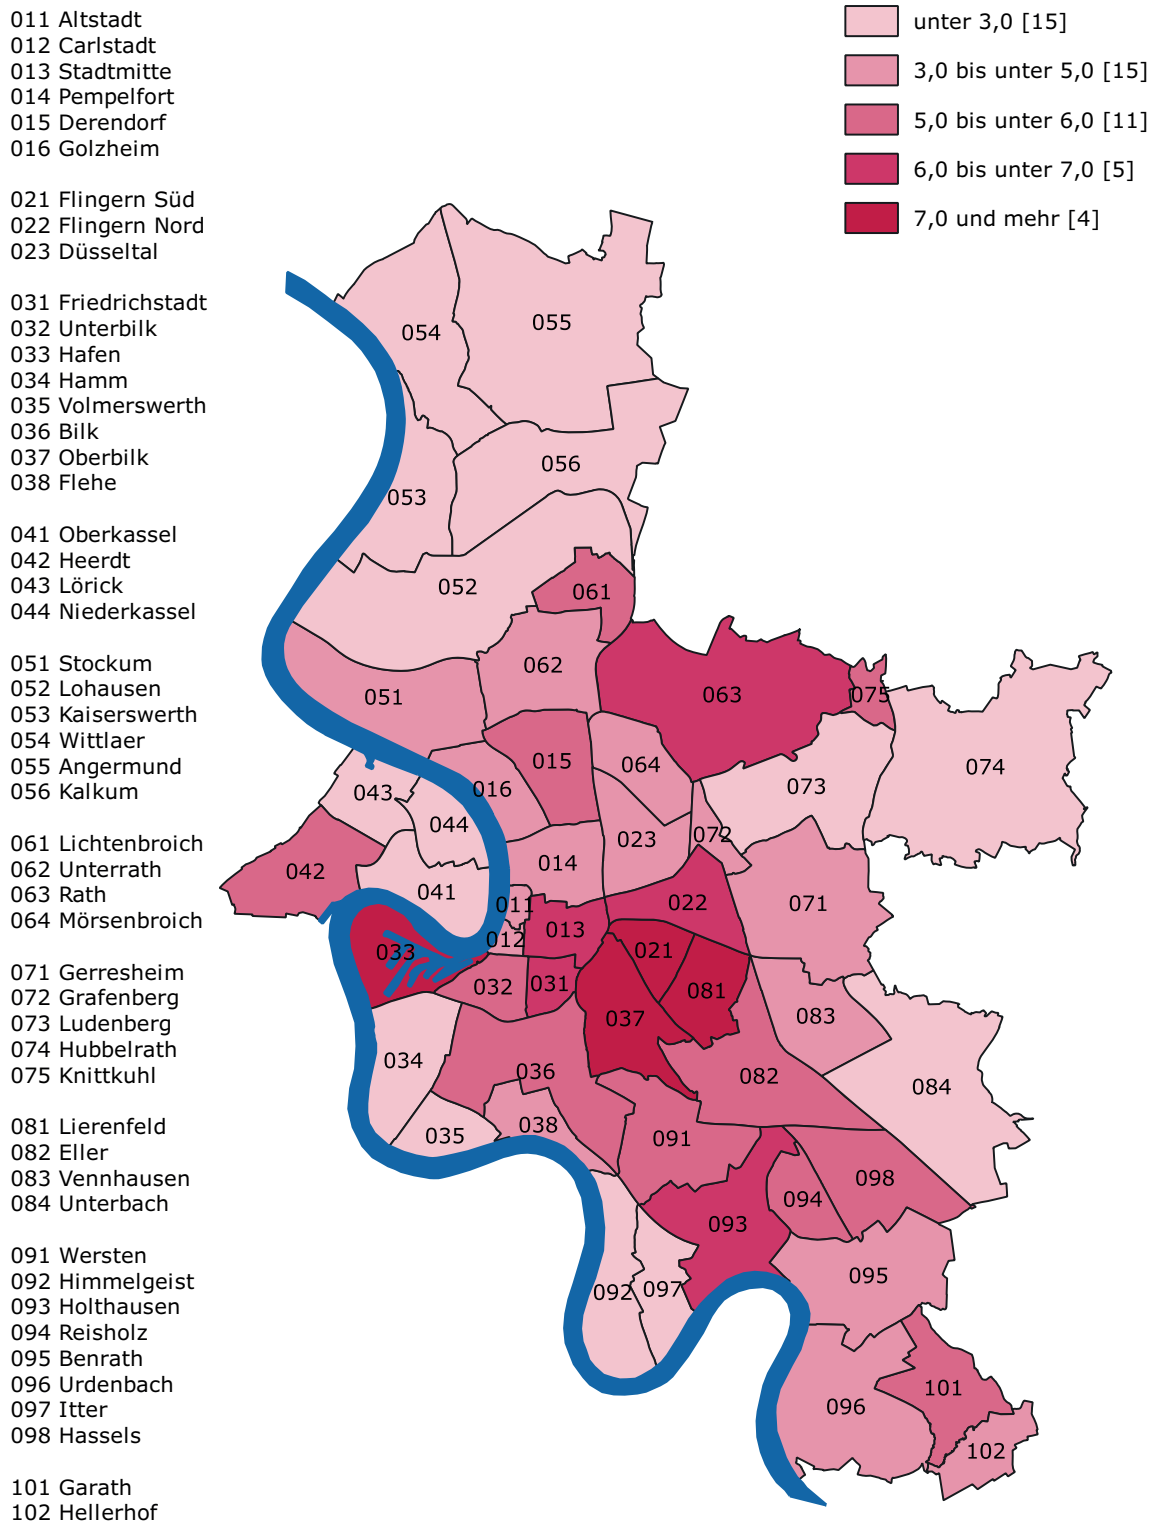 011 Altstadt
012 Carlstadt
013 Stadtmitte
014 Pempelfort
015 Derendorf
016 Golzheim
021 Flingern Süd
022 Flingern Nord
023 Düsseltal
031 Friedrichstadt
032 Unterbilk
033 Hafen
034 Hamm
035 Volmerswerth
036 Bilk
037 Oberbilk
038 Flehe
041 Oberkassel
042 Heerdt
043 Lörick
044 Niederkassel
051 Stockum
052 Lohausen
053 Kaiserswerth
054 Wittlaer
055 Angermund
056 Kalkum
061 Lichtenbroich
062 Unterrath
063 Rath
064 Mörsenbroich
071 Gerresheim
072 Grafenberg
073 Ludenberg
074 Hubbelrath
075 Knittkuhl
081 Lierenfeld
082 Eller
083 Vennhausen
084 Unterbach
091 Wersten
092 Himmelgeist
093 Holthausen
094 Reisholz
095 Benrath
096 Urdenbach
097 Itter
098 Hassels
101 Garath
102 Hellerhof
unter 3,0 [15]
3,0 bis unter 5,0 [15]
5,0 bis unter 6,0 [11]
6,0 bis unter 7,0 [5]
7,0 und mehr [4]
055
054
056
053
052
061
062
063
075
051
015
064
074
016
073
043
044
023
072
014
042
041
011
022
071
012
013
021
033
032
031
081
037
083
034
036
082
084
035
038
091
098
094
093
095
092
097
101
096
102